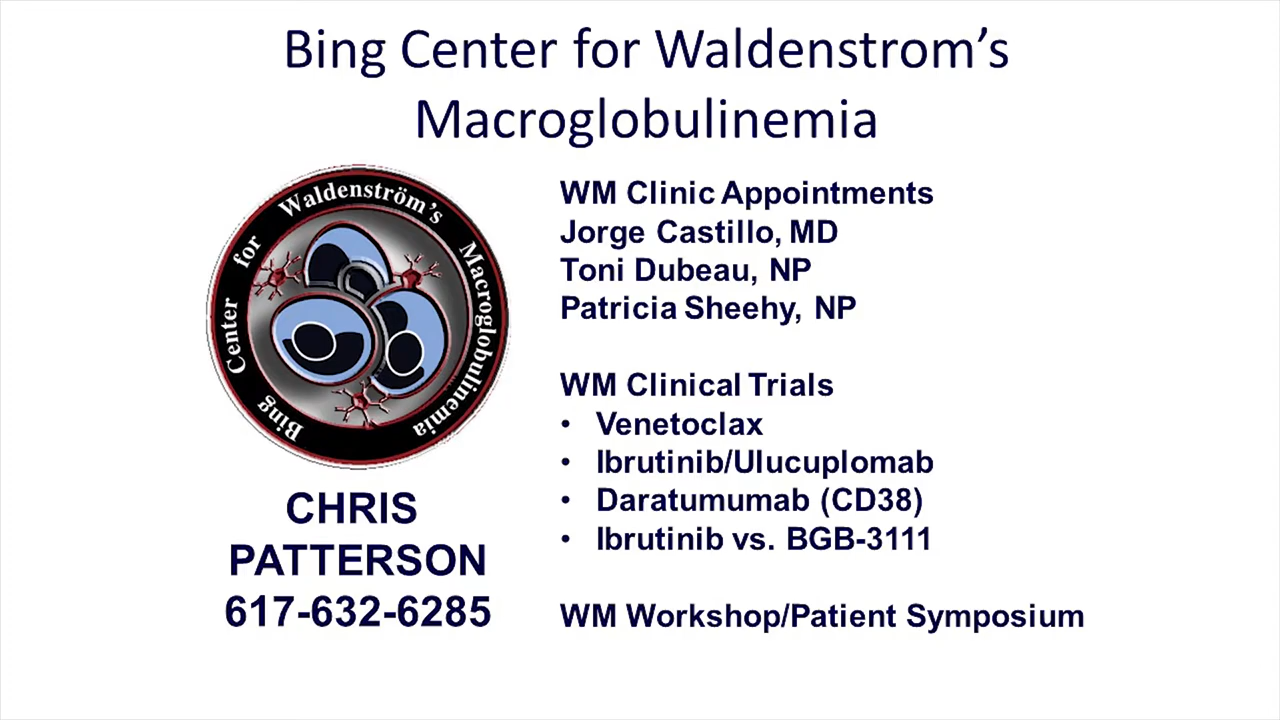 Bing Center for Waldenstrom’s
Macroglobulinemia
Bing Center for Waldenström's Macroglobulinemia
CHRIS
PATTERSON
617-632-6285
WM Clinic Appointments
Jorge Castillo, MD
Toni Dubeau, NP
Patricia Sheehy, NP
WM Clinical Trials
• Venetoclax
• Ibrutinib/Ulucuplomab
• Daratumumab (CD38)
• Ibrutinib vs. BGB-3111
WM Workshop/Patient Symposium